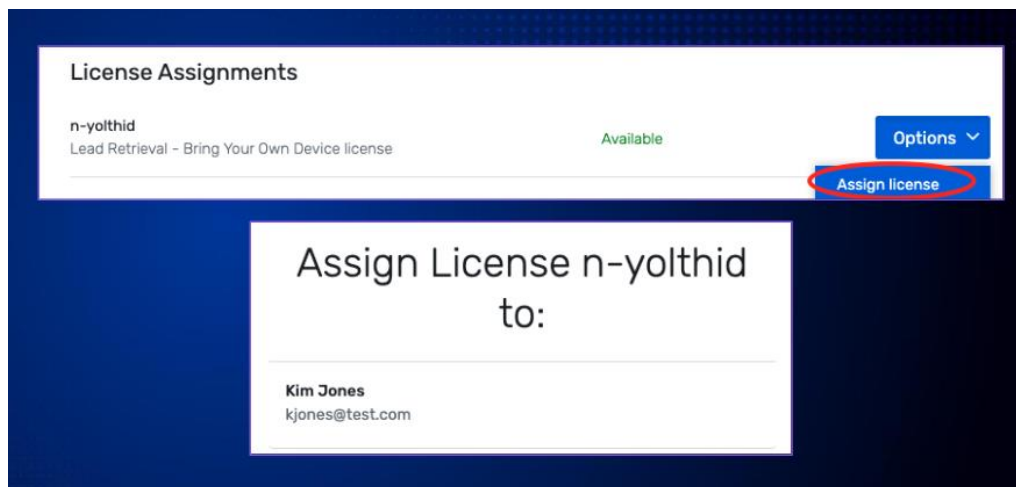 License Assignments
n-yolthid
Lead Retrieval - Bring Your Own Device license
Available
Options
Assign license
Assign License n-yolthid
to:
Kim Jones
kjones@test.com